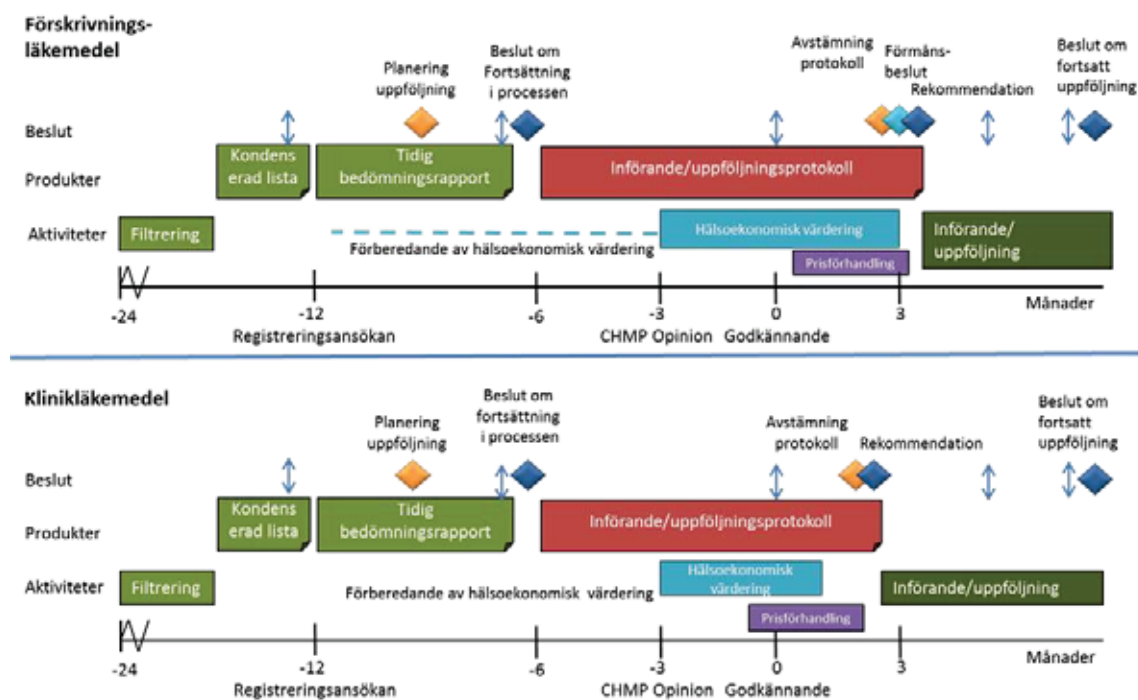 Förskrivnings-
läkemedel
Planering
uppföljning
Beslut om
Fortsättning
i processen
Avstämning
protokoll
Förmåns-
beslut
Rekommendation
Beslut om
fortsatt
uppföljning
Beslut
Produkter
Kondens
erad lista
Tidig
bedömningsrapport
Införande/uppföljningsprotokoll
Aktiviteter
Filtrering
Förberedande av hälsoekonomisk värdering
Hälsoekonomisk värdering
Prisförhandling
Införande/
uppföljning
-24
-12
-6
-3
0
3
Månader
Registreringsansökan
CHMP Opinion
Godkännande
Klinikläkemedel
Planering
uppföljning
Beslut om
fortsättning
i processen
Avstämning
protokoll
Rekommendation
Beslut om
fortsatt
uppföljning
Beslut
Produkter
Kondens
erad lista
Tidig
bedömningsrapport
Införande/uppföljningsprotokoll
Aktiviteter
Filtrering
Förberedande av hälsoekonomisk värdering
Hälsoekonomisk
värdering
Prisförhandling
Införande/uppföljning
-24
-12
-6
-3
0
3
Månader
Registreringsansökan
CHMP Opinion
Godkännande